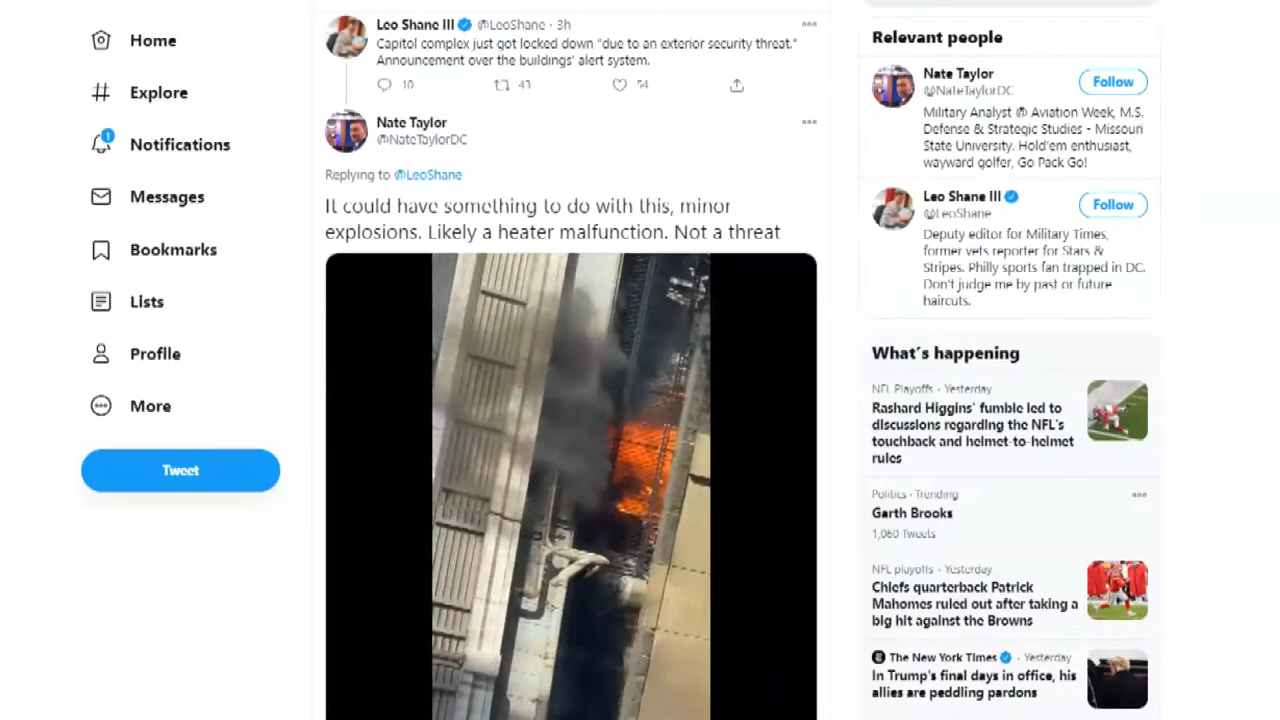 Home
Explore
1
Notifications
Messages
Bookmarks
Lists
Profile
More
Tweet
Leo Shane III @LeoShane · 3h
Capitol complex just got locked down "due to an exterior security threat."
Announcement over the buildings' alert system.
10 43 54
Nate Taylor
@NateTaylorDC
Replying to @LeoShane
It could have something to do with this, minor
explosions. Likely a heater malfunction. Not a threat
Relevant people
Nate Taylor
@NateTaylorDC
Follow
Military Analyst @ Aviation Week, M.S.
Defense & Strategic Studies - Missouri
State University. Hold'em enthusiast,
wayward golfer, Go Pack Go!
Leo Shane III
@LeoShane
Follow
Deputy editor for Military Times,
former vets reporter for Stars &
Stripes. Philly sports fan trapped in DC.
Don't judge me by past or future
haircuts.
What's happening
NFL Playoffs · Yesterday
Rashard Higgins' fumble led to
discussions regarding the NFL's
touchback and helmet-to-helmet
rules
Politics · Trending
Garth Brooks
1,060 Tweets
NFL playoffs · Yesterday
Chiefs quarterback Patrick
Mahomes ruled out after taking a
big hit against the Browns
The New York Times · Yesterday
In Trump's final days in office, his
allies are peddling pardons